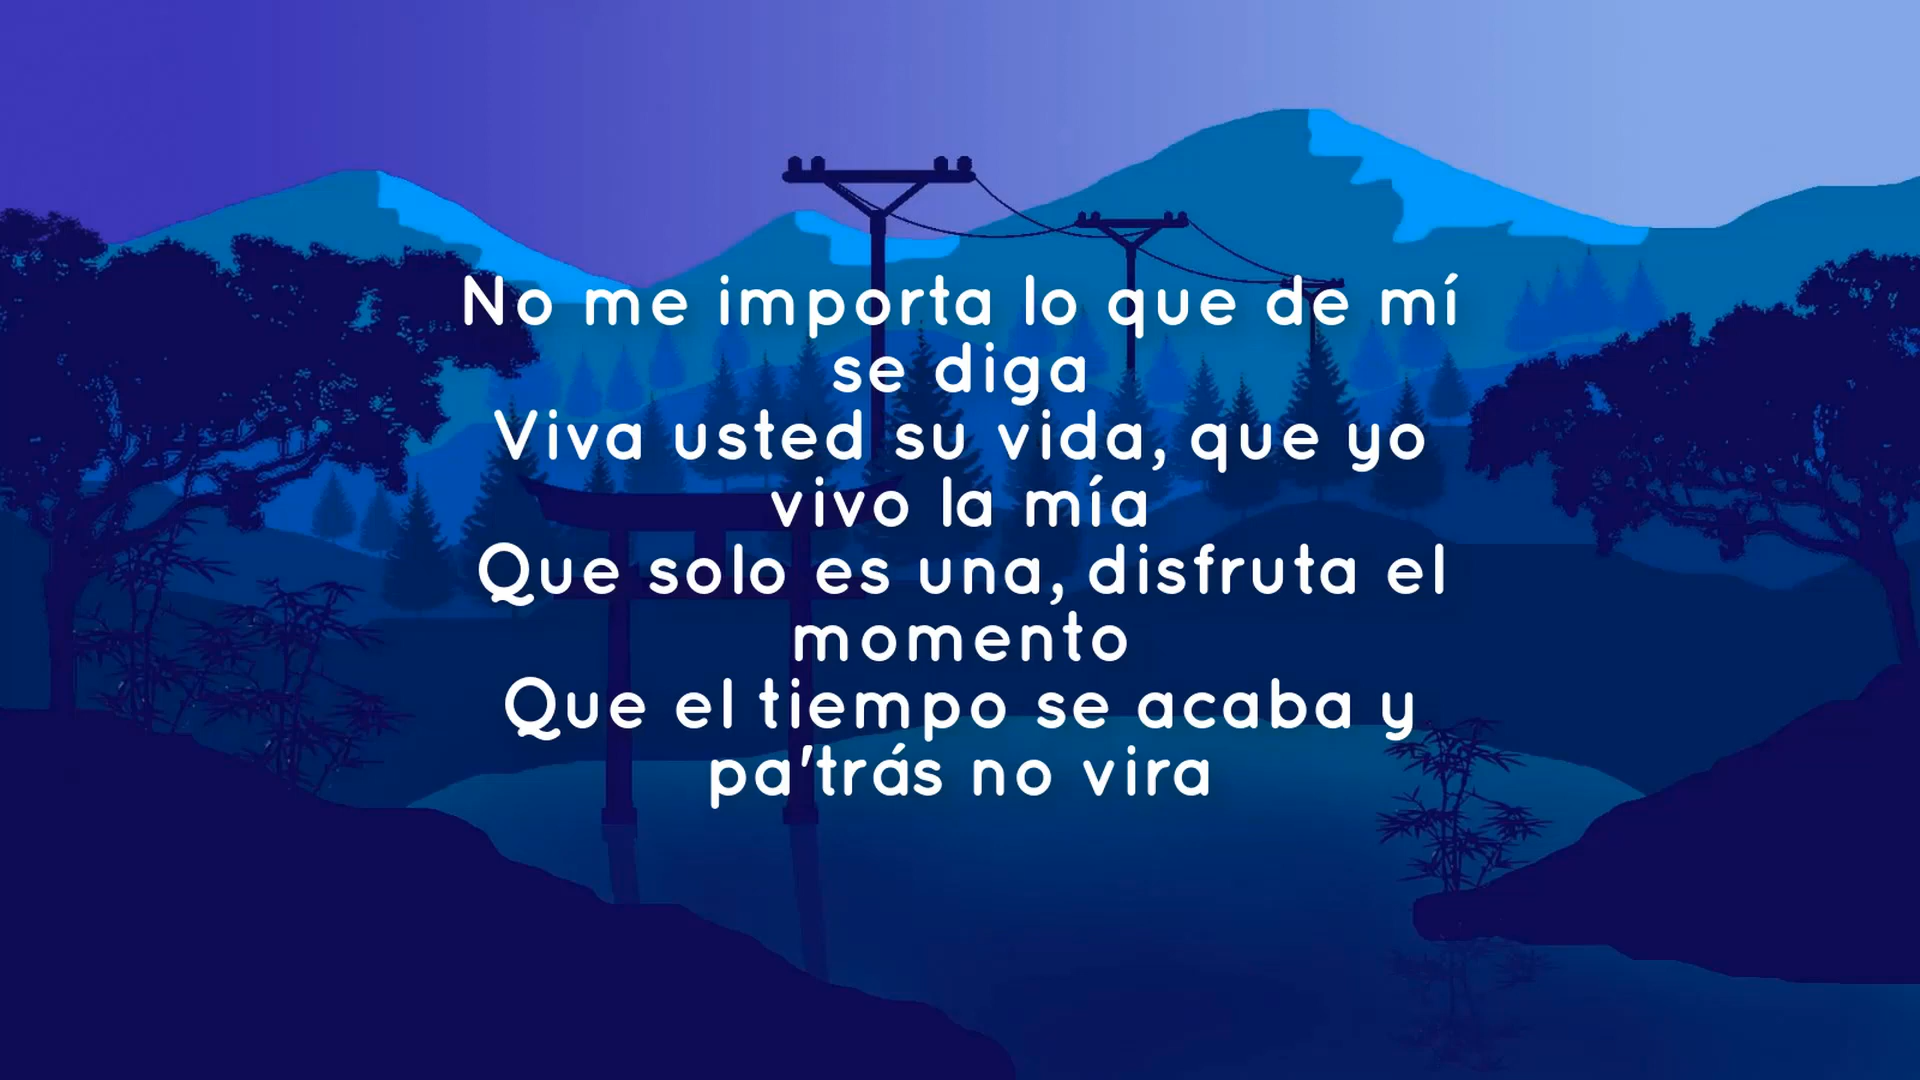 No me importa lo que de mí
se diga
Viva usted su vida, que yo
vivo la mía
Que solo es una, disfruta el
momento
Que el tiempo se acaba y
pa'trás no vira